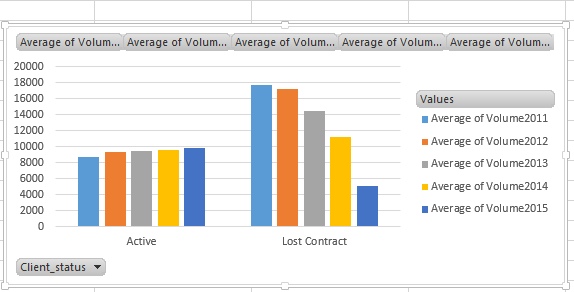 Average of Volum... Average of Volum... Average of Volum... Average of Volum... Average of Volum...
20000
18000
16000
14000
12000
10000
8000
6000
4000
2000
0
Active Lost Contract
Values
Average of Volume2011
Average of Volume2012
Average of Volume2013
Average of Volume2014
Average of Volume2015
Client_status